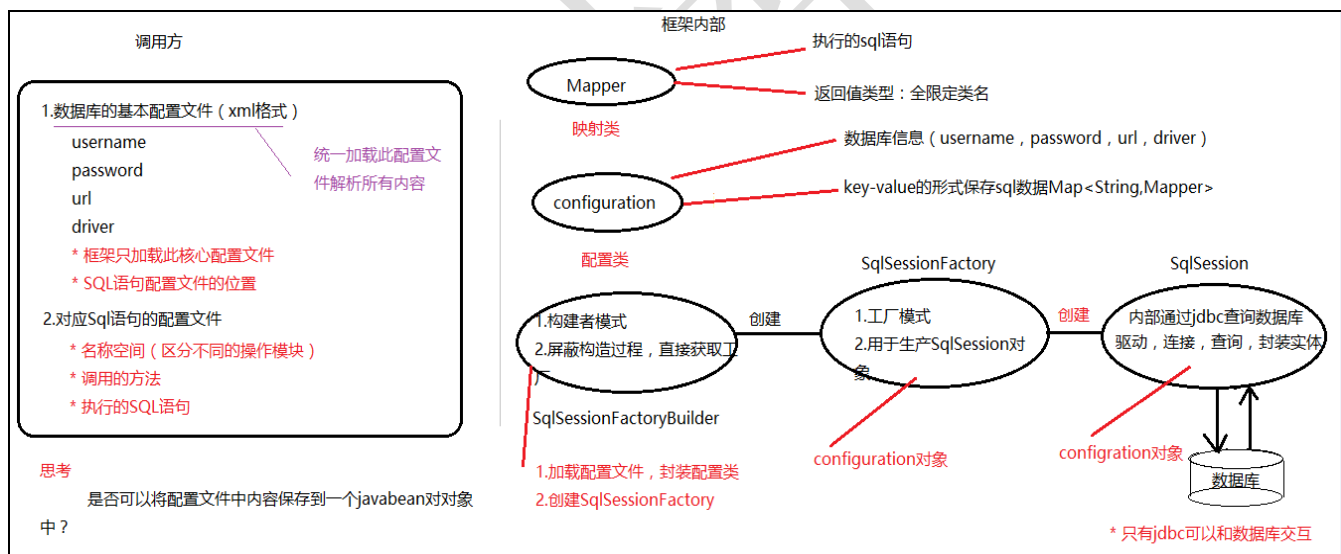 调用方
1.数据库的基本配置文件（xml格式）
username
password
url
driver
统一加载此配置文
件解析所有内容
* 框架只加载此核心配置文件
* SQL语句配置文件的位置
2.对应Sql语句的配置文件
* 名称空间（区分不同的操作模块）
* 调用的方法
* 执行的SQL语句
思考
是否可以将配置文件中内容保存到一个javabean对对象
中？
框架内部
Mapper
执行的sql语句
返回值类型：全限定类名
映射类
configuration
数据库信息（username，password，url，driver）
key-value的形式保存sql数据Map<String,Mapper>
配置类
1.构建者模式
2.屏蔽构造过程，直接获取工
厂
SqlSessionFactoryBuilder
1.加载配置文件，封装配置类
2.创建SqlSessionFactory
创建
SqlSessionFactory
1.工厂模式
2.用于生产SqlSession对
象
configuration对象
创建
SqlSession
内部通过jdbc查询数据库
驱动，连接，查询，封装实体
configration对象
数据库
* 只有jdbc可以和数据库交互